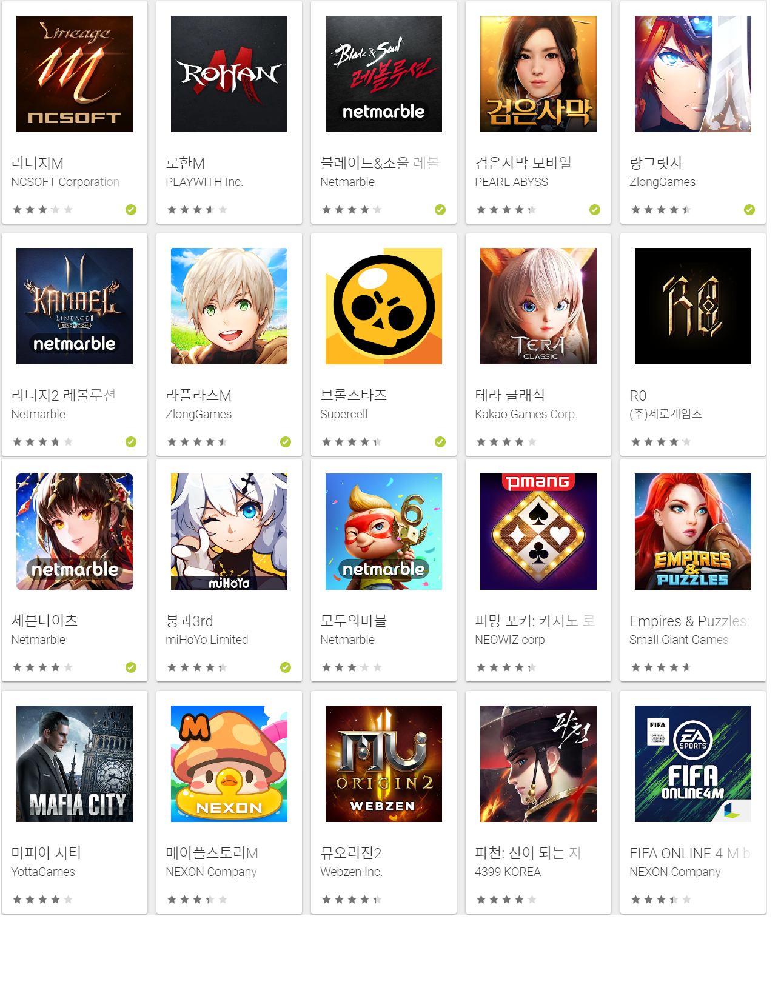 Lineage
M
NCSOFT
리니지M
NCSOFT Corporation
ROHAN
M
로한M
PLAYWITH Inc.
Blade & Soul
레볼루션
netmarble
블레이드&소울 레볼
Netmarble
검은사막
검은사막 모바일
PEARL ABYSS
랑그릿사
ZlongGames
KAMAEL
LINEAGE II
REVOLUTION
netmarble
리니지2 레볼루션
Netmarble
라플라스M
ZlongGames
브롤스타즈
Supercell
TERA
CLASSIC
테라 클래식
Kakao Games Corp.
R0
R0
(주)제로게임즈
netmarble
세븐나이츠
Netmarble
miHoYo
붕괴3rd
miHoYo Limited
6
netmarble
모두의마블
Netmarble
Pmang
피망 포커: 카지노 로
NEOWIZ corp
EMPIRES
&
PUZZLES
Empires & Puzzles:
Small Giant Games
MAFIA CITY
마피아 시티
YottaGames
M
NEXON
메이플스토리M
NEXON Company
MU
ORIGIN2
WEBZEN
뮤오리진2
Webzen Inc.
파천
파천: 신이 되는 자
4399 KOREA
FIFA
OFFICIAL
LICENSED
PRODUCT
EA
SPORTS
FIFA
ONLINE4M
FIFA ONLINE 4 M b
NEXON Company